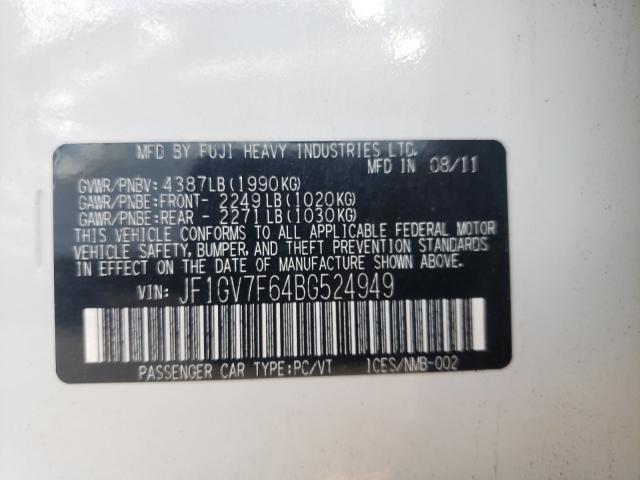 MFD BY FUJI HEAVY INDUSTRIES LTD.
MFD IN 08/11
GVWR/PNBV: 4387LB(1990KG)
GAWR/PNBE:FRONT- 2249LB(1020KG)
GAWR/PNBE:REAR - 2271LB(1030KG)
THIS VEHICLE CONFORMS TO ALL APPLICABLE FEDERAL MOTOR
VEHICLE SAFETY, BUMPER, AND THEFT PREVENTION STANDARDS
IN EFFECT ON THE DATE OF MANUFACTURE SHOWN ABOVE.
VIN: JF1GV7F64BG524949
PASSENGER CAR TYPE:PC/VT ICES/NMB-002